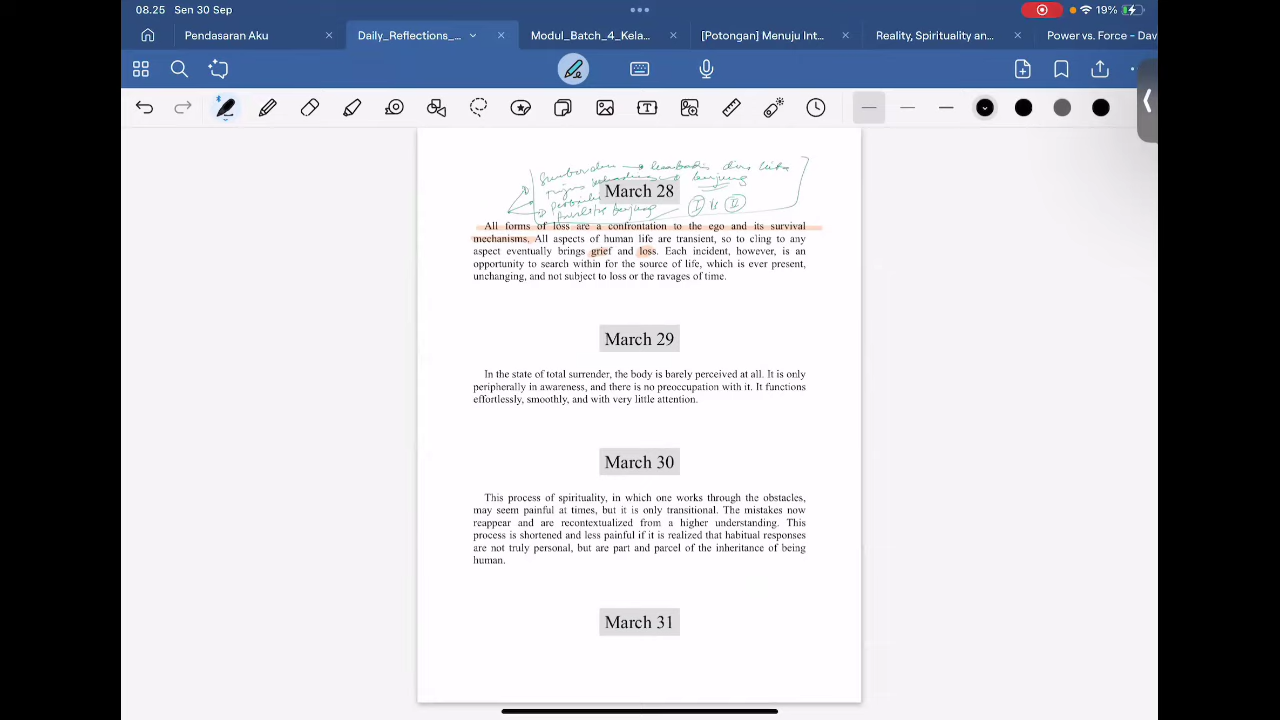 08.25 Sen 30 Sep
19%
Pendasaran Aku
Daily_Reflections_...
Modul_Batch_4_Kela...
[Potongan] Menuju Int...
Reality, Spirituality an...
Power vs. Force - Dav
March 28
I II
All forms of loss are a confrontation to the ego and its survival
mechanisms. All aspects of human life are transient, so to cling to any
aspect eventually brings grief and loss. Each incident, however, is an
opportunity to search within for the source of life, which is ever present,
unchanging, and not subject to loss or the ravages of time.
March 29
In the state of total surrender, the body is barely perceived at all. It is only
peripherally in awareness, and there is no preoccupation with it. It functions
effortlessly, smoothly, and with very little attention.
March 30
This process of spirituality, in which one works through the obstacles,
may seem painful at times, but it is only transitional. The mistakes now
reappear and are recontextualized from a higher understanding. This
process is shortened and less painful if it is realized that habitual responses
are not truly personal, but are part and parcel of the inheritance of being
human.
March 31